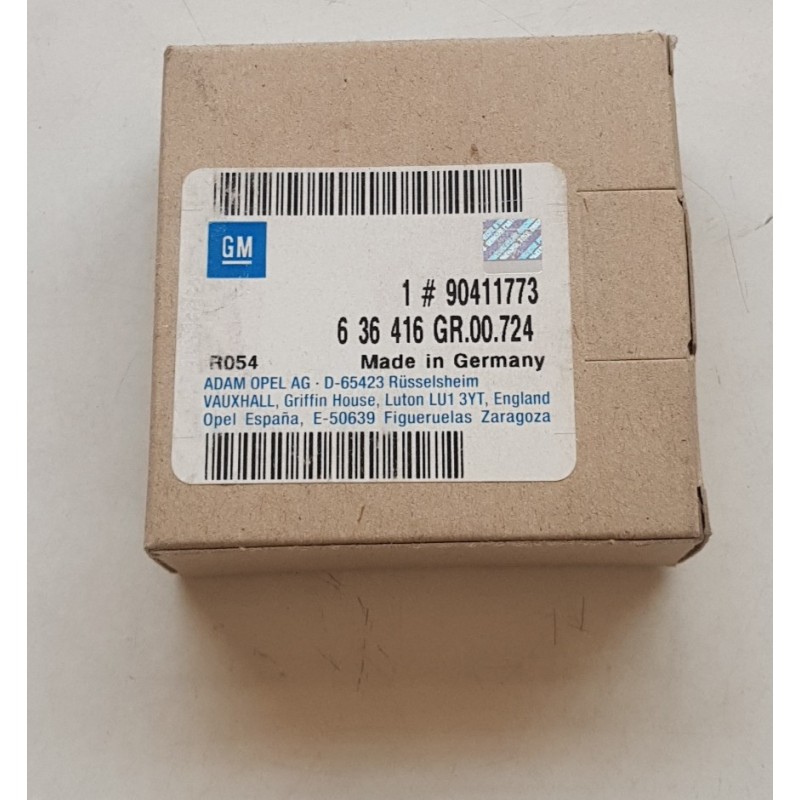 GM
1 # 90411773
6 36 416 GR.00.724
R054 Made in Germany
ADAM OPEL AG · D-65423 Rüsselsheim
VAUXHALL, Griffin House, Luton LU1 3YT, England
Opel España, E-50639 Figueruelas Zaragoza